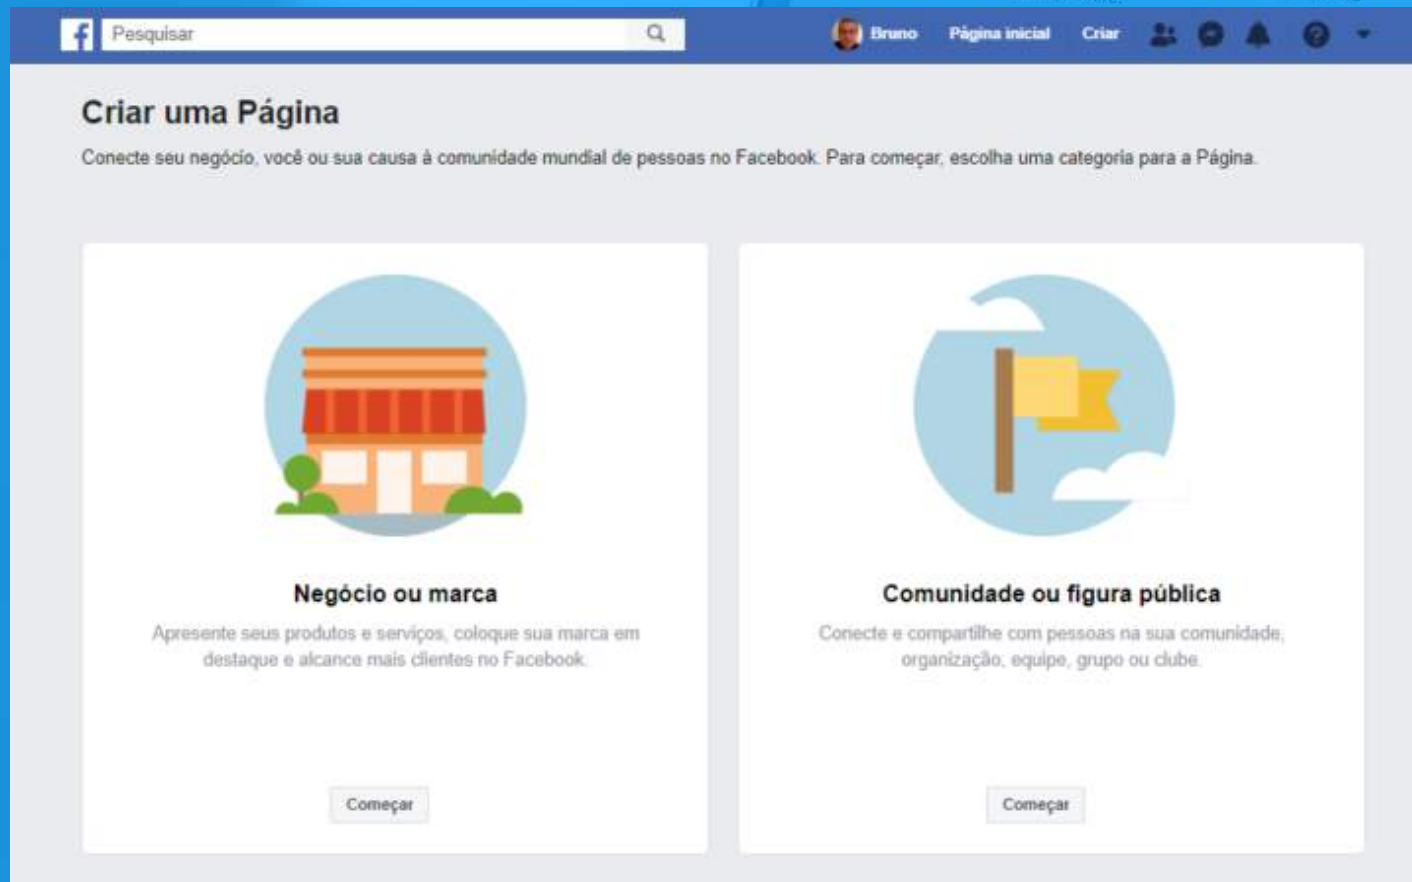 f Pesquisar Bruno Página inicial Criar
Criar uma Página
Conecte seu negócio, você ou sua causa à comunidade mundial de pessoas no Facebook. Para começar, escolha uma categoria para a Página.
Negócio ou marca
Apresente seus produtos e serviços, coloque sua marca em
destaque e alcance mais clientes no Facebook.
Começar
Comunidade ou figura pública
Conecte e compartilhe com pessoas na sua comunidade,
organização, equipe, grupo ou clube.
Começar